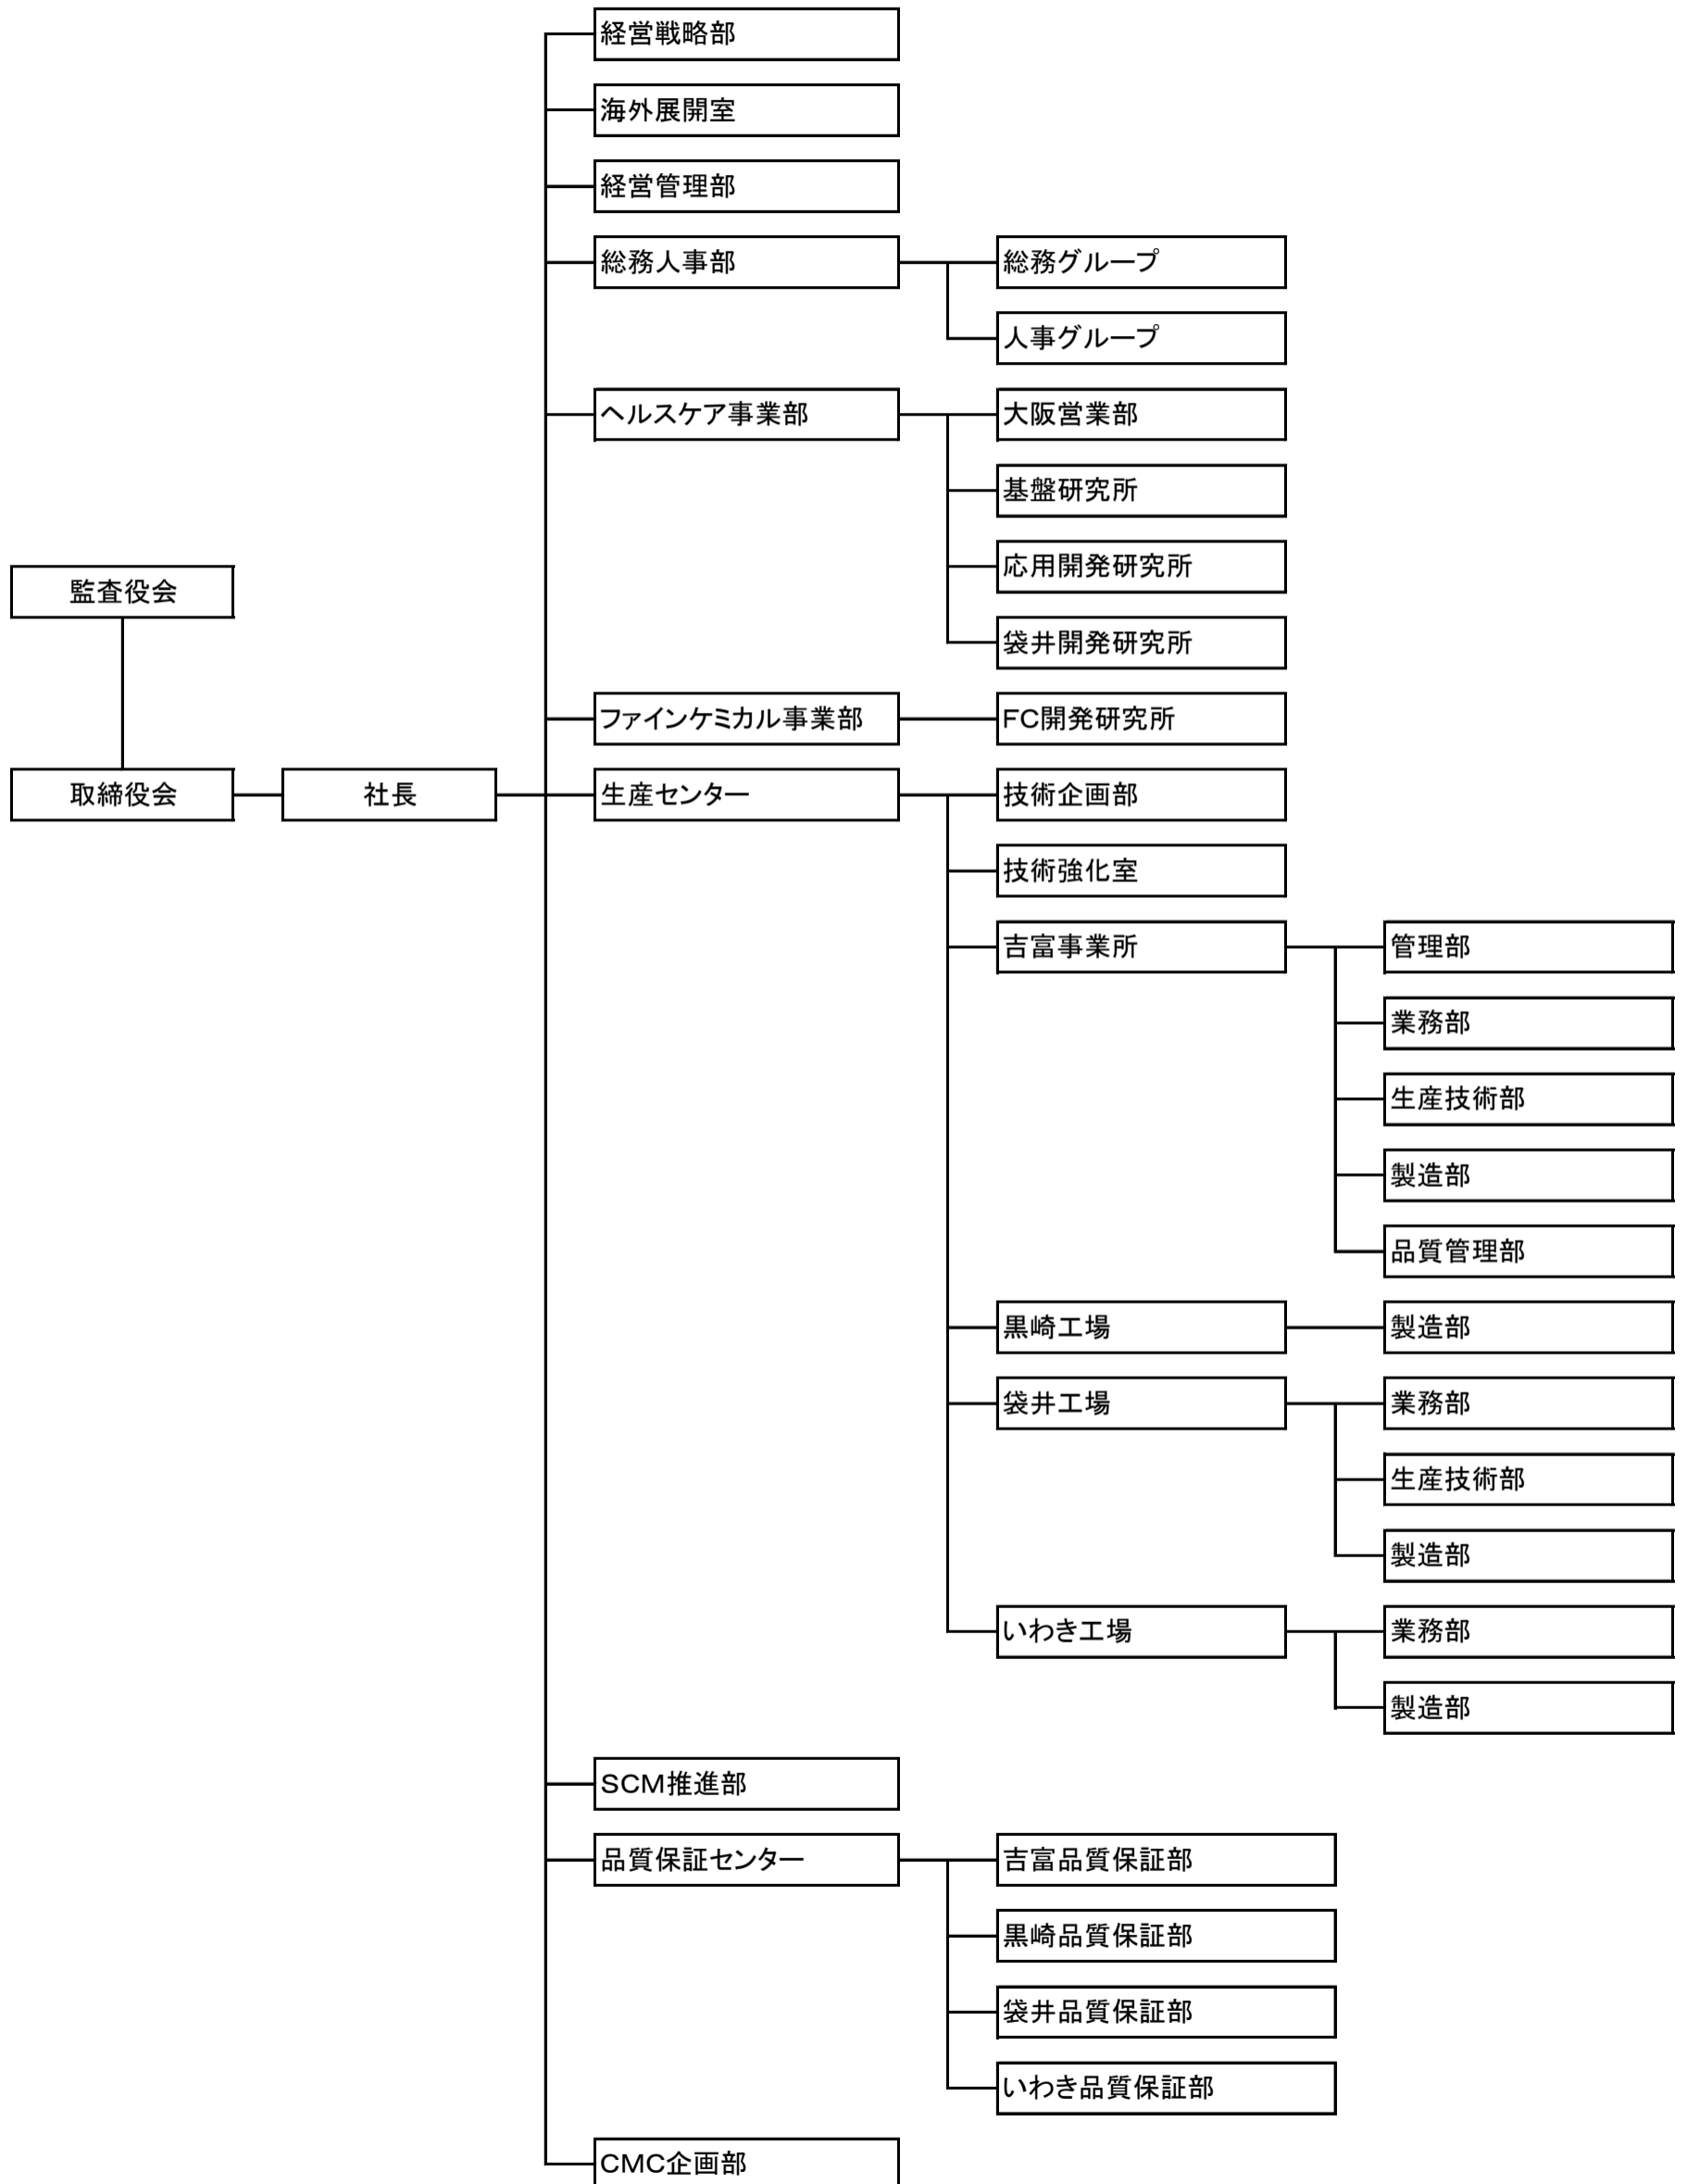 経営戦略部
海外展開室
経営管理部
総務人事部
総務グループ
人事グループ
ヘルスケア事業部
大阪営業部
基盤研究所
応用開発研究所
監査役会
袋井開発研究所
ファインケミカル事業部
FC開発研究所
取締役会
社長
生産センター
技術企画部
技術強化室
吉富事業所
管理部
業務部
生産技術部
製造部
品質管理部
黒崎工場
製造部
袋井工場
業務部
生産技術部
製造部
いわき工場
業務部
製造部
SCM推進部
品質保証センター
吉富品質保証部
黒崎品質保証部
袋井品質保証部
いわき品質保証部
CMC企画部